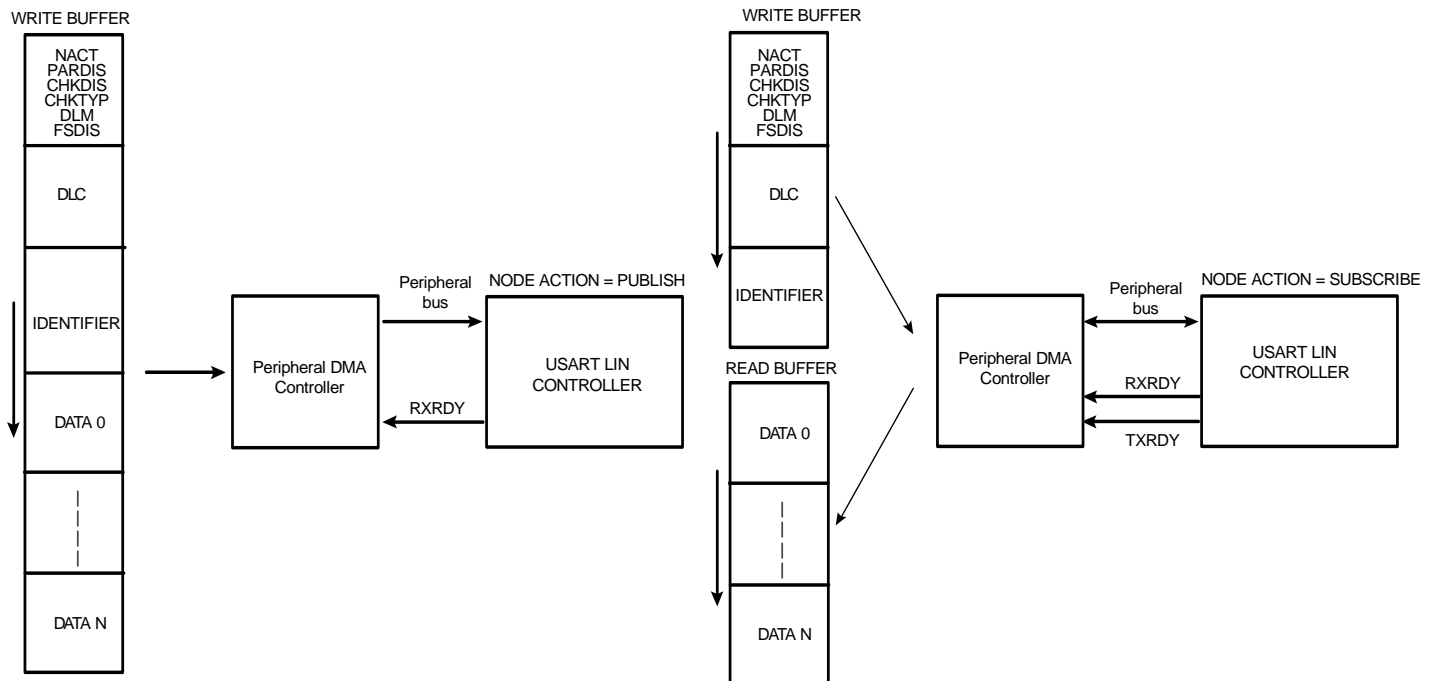 WRITE BUFFER
NACT
PARDIS
CHKDIS
CHKTYP
DLM
FSDIS
DLC
IDENTIFIER
DATA 0
DATA N
Peripheral DMA
Controller
Peripheral
bus
RXRDY
NODE ACTION = PUBLISH
USART LIN
CONTROLLER
WRITE BUFFER
NACT
PARDIS
CHKDIS
CHKTYP
DLM
FSDIS
DLC
IDENTIFIER
READ BUFFER
DATA 0
DATA N
Peripheral DMA
Controller
Peripheral
bus
RXRDY
TXRDY
NODE ACTION = SUBSCRIBE
USART LIN
CONTROLLER